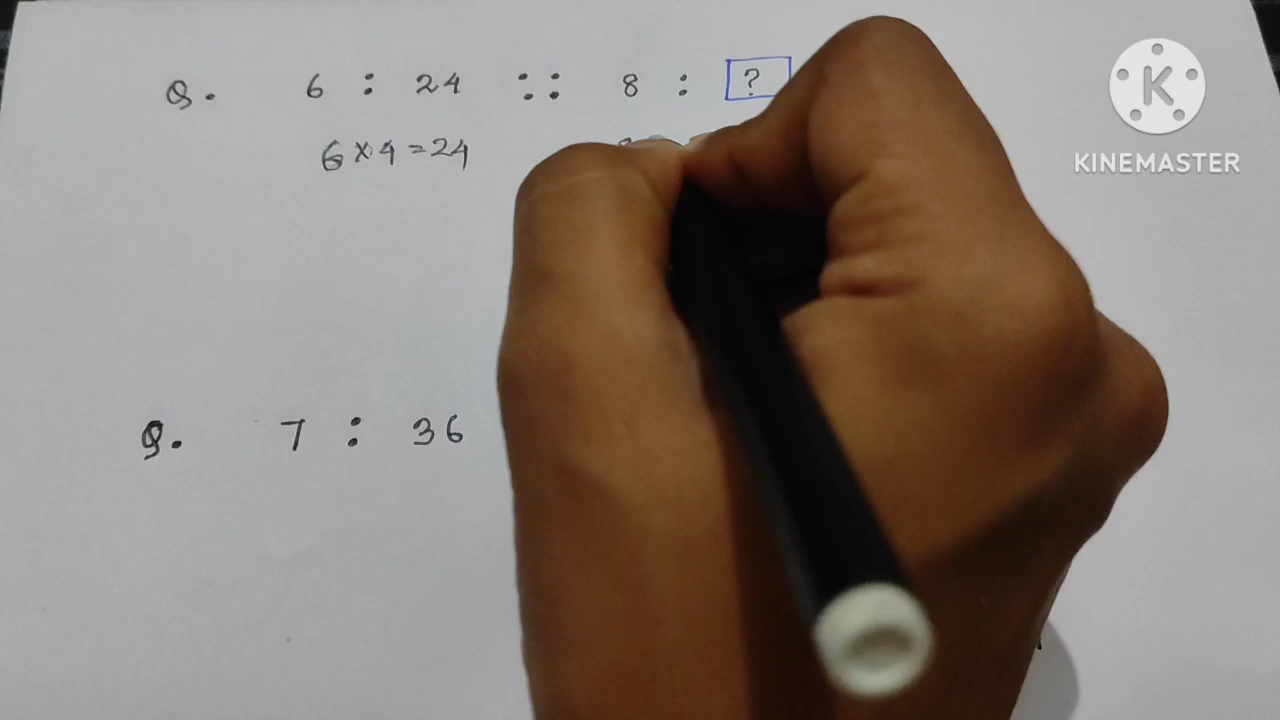 Q. 6 : 24 :: 8 : ?
6 × 4 = 24
Q. 7 : 36
K
KINEMASTER